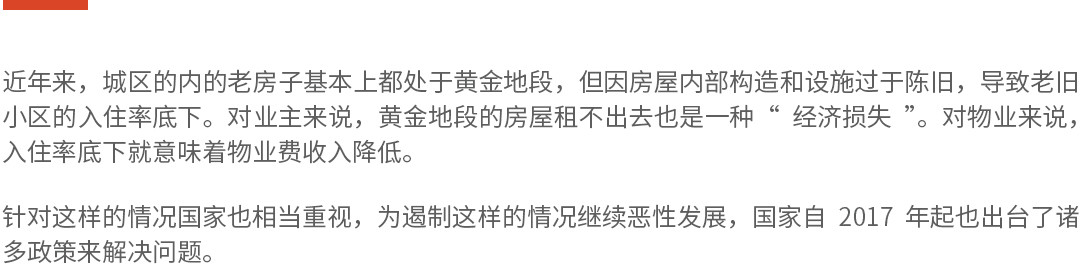 近年来，城区的内的老房子基本上都处于黄金地段，但因房屋内部构造和设施过于陈旧，导致老旧
小区的入住率底下。对业主来说，黄金地段的房屋租不出去也是一种“ 经济损失 ”。对物业来说，
入住率底下就意味着物业费收入降低。
针对这样的情况国家也相当重视，为遏制这样的情况继续恶性发展，国家自 2017 年起也出台了诸
多政策来解决问题。